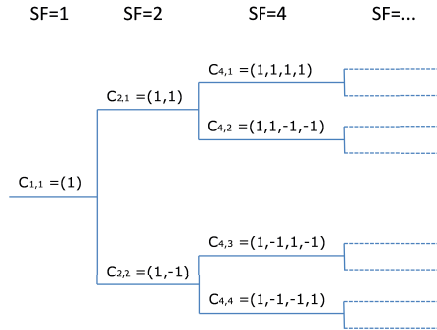 SF=1 SF=2 SF=4 SF=...
C4,1 =(1,1,1,1)
C2,1 =(1,1)
C4,2 =(1,1,-1,-1)
C1,1 =(1)
C4,3 =(1,-1,1,-1)
C2,2 =(1,-1)
C4,4 =(1,-1,-1,1)